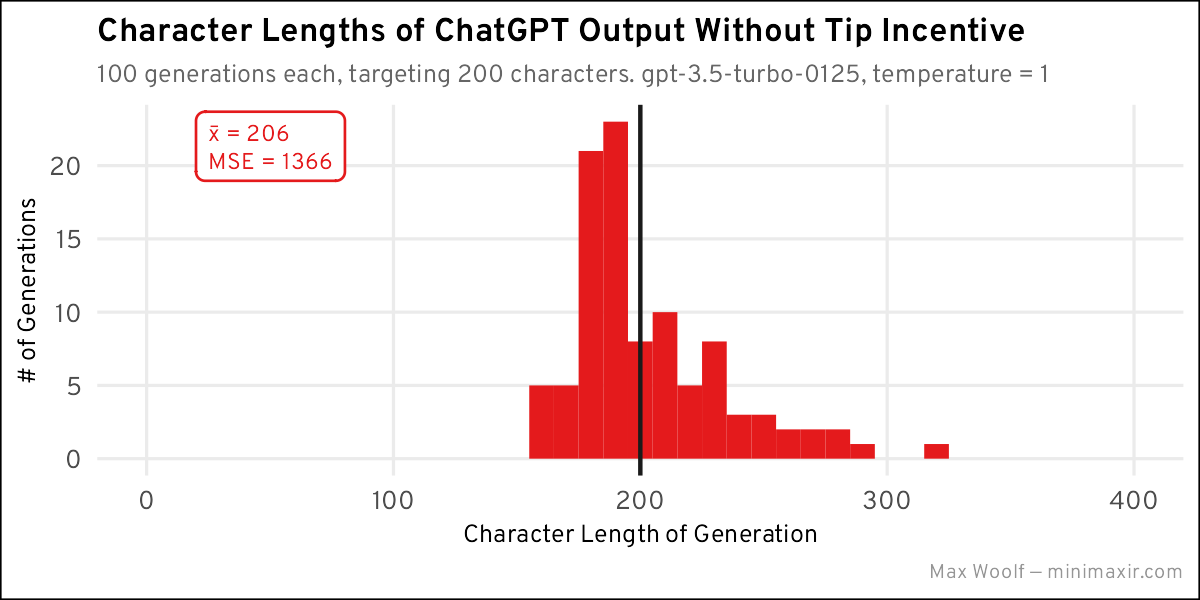 Character Lengths of ChatGPT Output Without Tip Incentive
100 generations each, targeting 200 characters. gpt-3.5-turbo-0125, temperature = 1
x̄ = 206
MSE = 1366
# of Generations
20
15
10
5
0
0 100 200 300 400
Character Length of Generation
Max Woolf — minimaxir.com